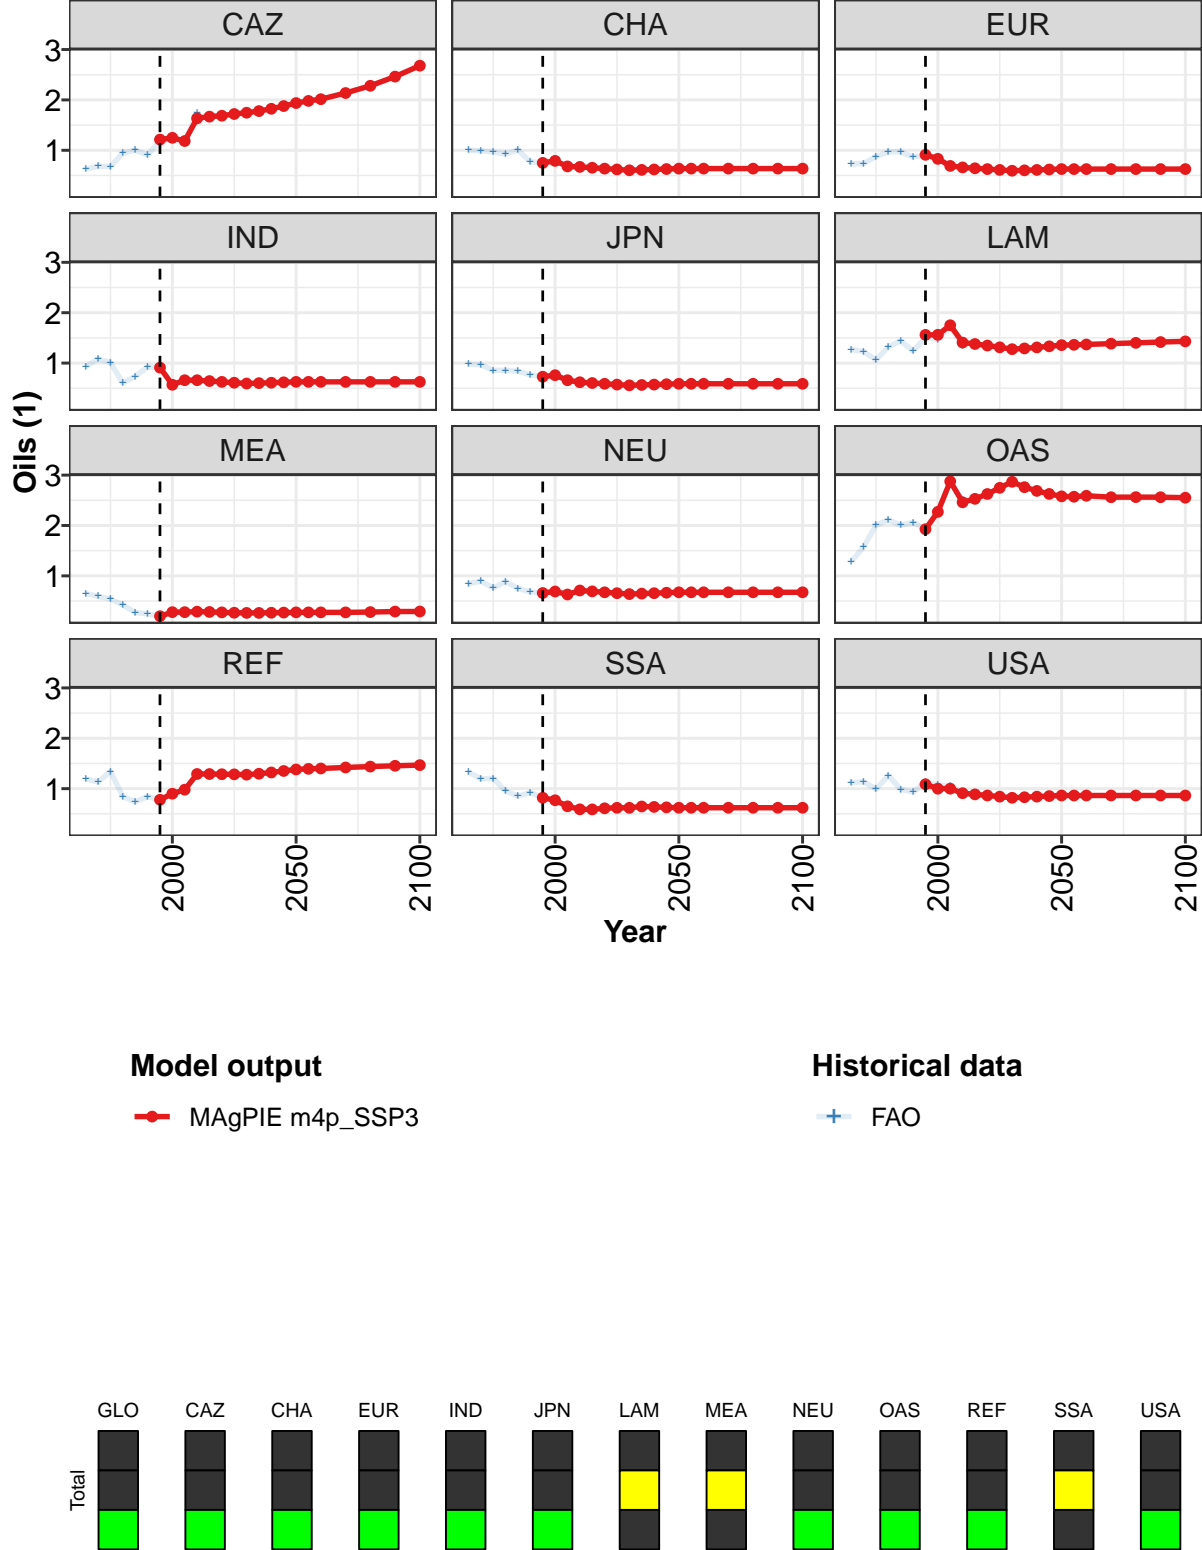 CAZ CHA EUR
3
2
1
IND JPN LAM
3
2
1
MEA NEU OAS
3
2
1
REF SSA USA
3
2
1
Oils (1)
2000 2050 2100 2000 2050 2100 2000 2050 2100
Year
Model output Historical data
MAgPIE m4p_SSP3 FAO
GLO CAZ CHA EUR IND JPN LAM MEA NEU OAS REF SSA USA
Total